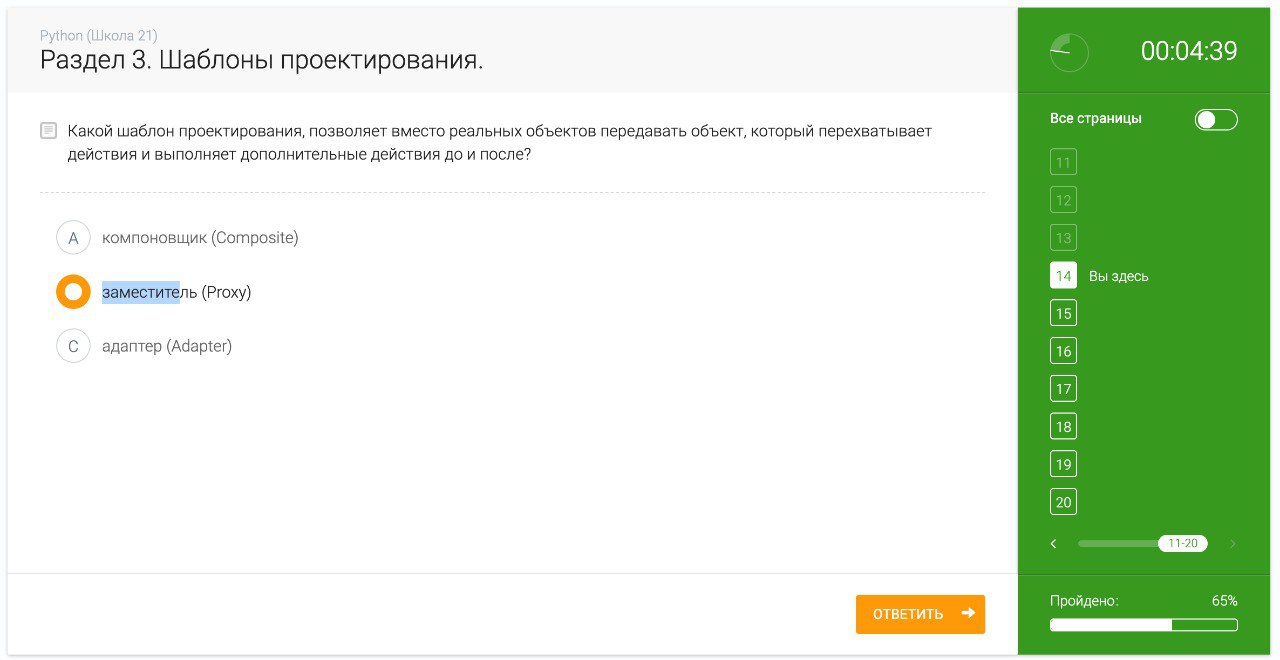 Python (Школа 21)
Раздел 3. Шаблоны проектирования.
Какой шаблон проектирования, позволяет вместо реальных объектов передавать объект, который перехватывает
действия и выполняет дополнительные действия до и после?
A компоновщик (Composite)
заместитель (Proxy)
C адаптер (Adapter)
ОТВЕТИТЬ
00:04:39
Все страницы
11
12
13
14 Вы здесь
15
16
17
18
19
20
11-20
Пройдено: 65%